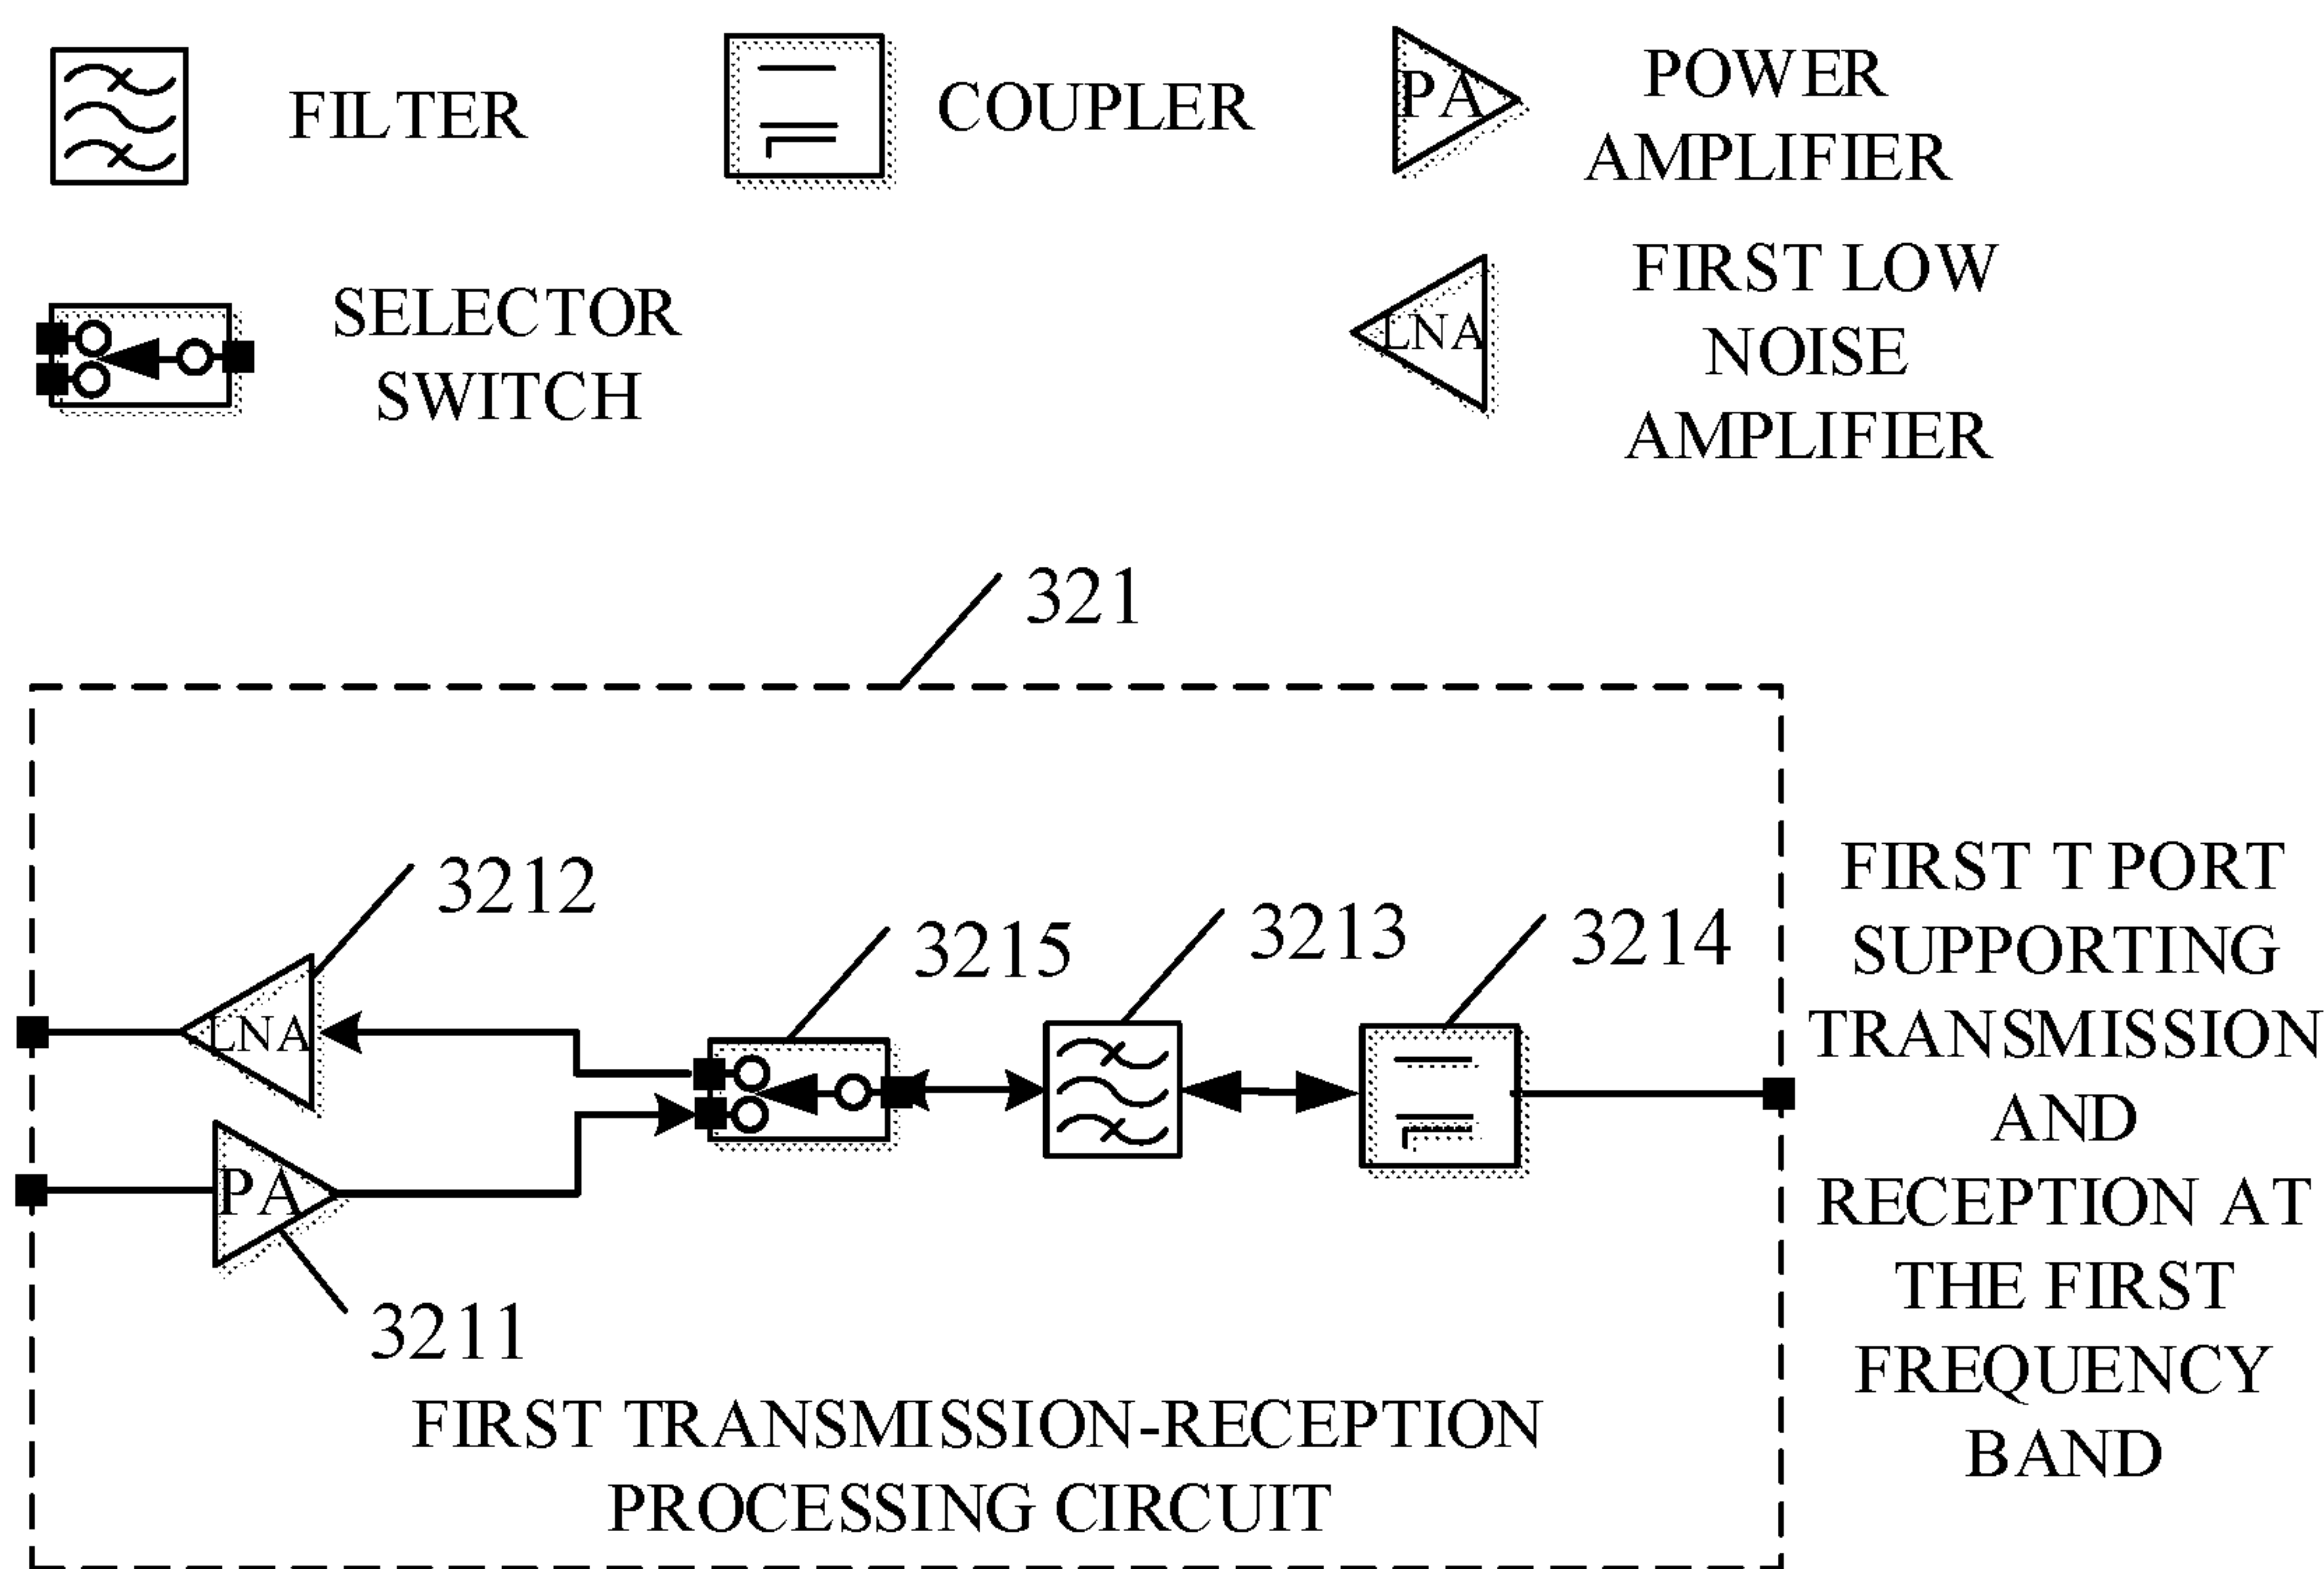 FILTER
COUPLER
PA
POWER
AMPLIFIER
SELECTOR
SWITCH
LNA
FIRST LOW
NOISE
AMPLIFIER
321
3212
3215
3213
3214
LNA
PA
3211
FIRST TRANSMISSION-RECEPTION
PROCESSING CIRCUIT
FIRST T PORT
SUPPORTING
TRANSMISSION
AND
RECEPTION AT
THE FIRST
FREQUENCY
BAND